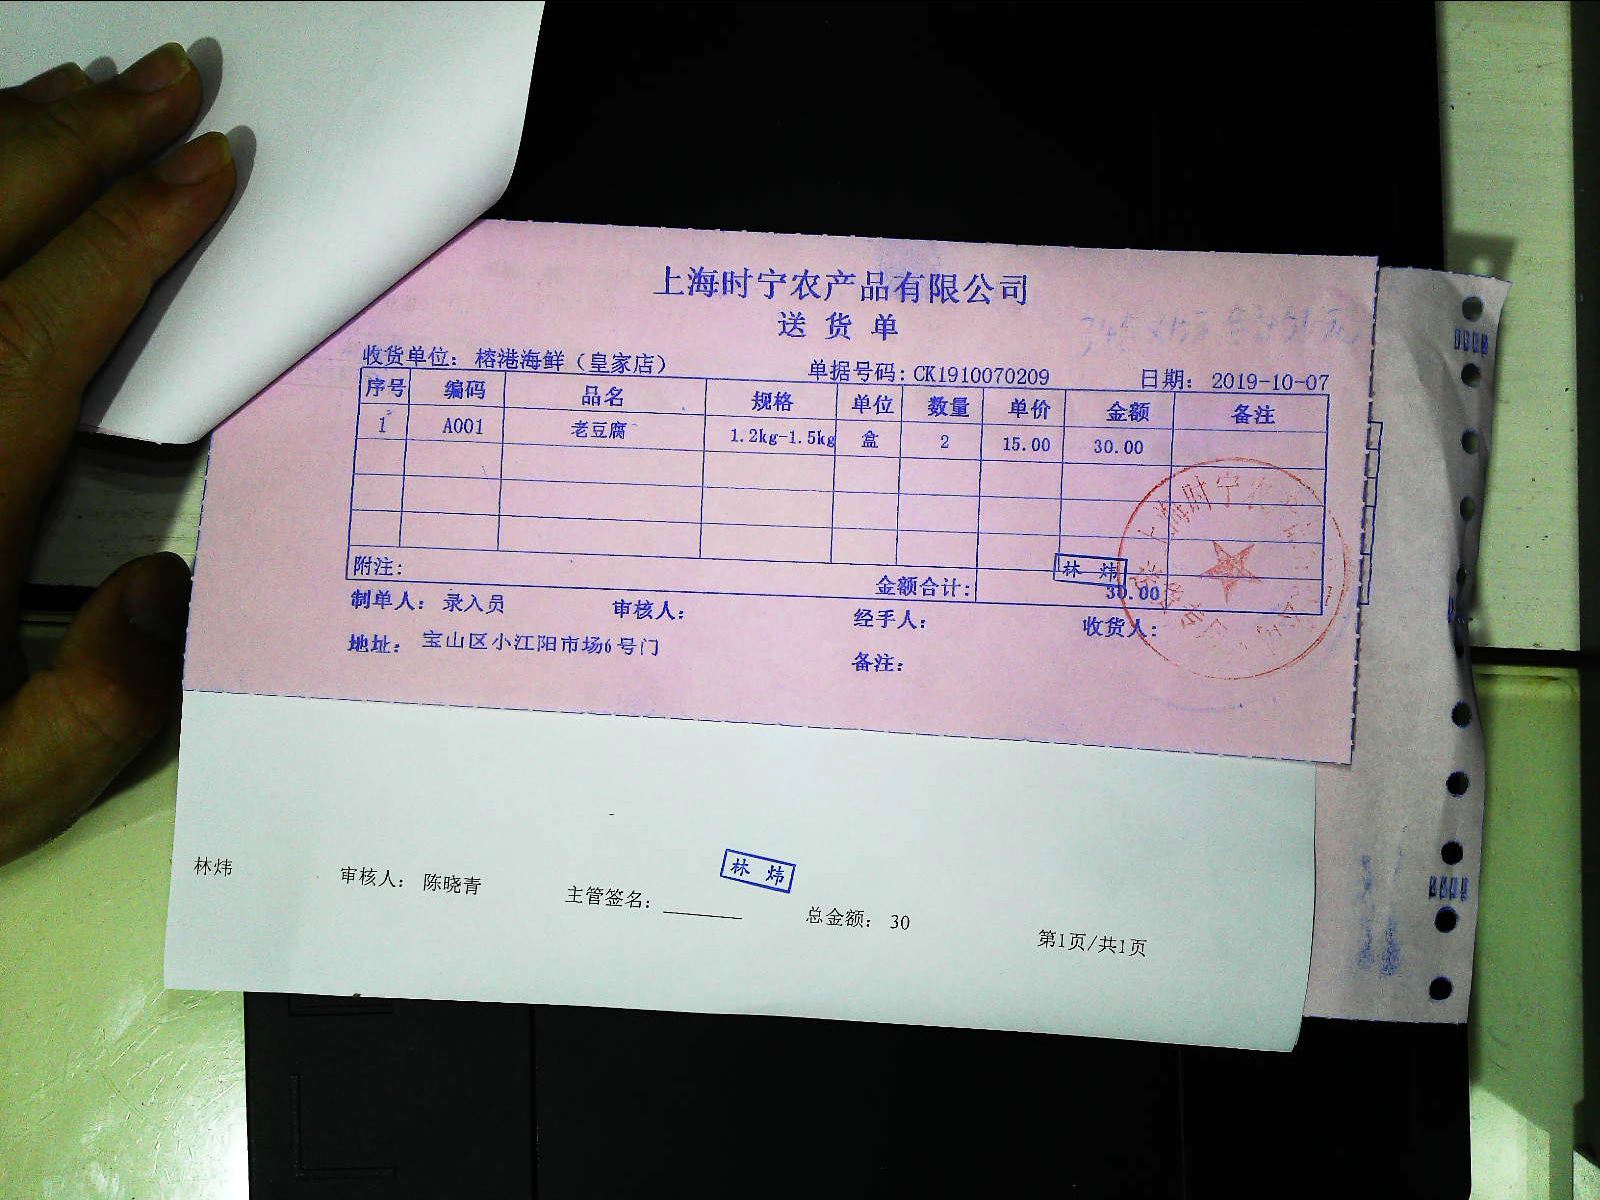 上海时宁农产品有限公司
送货单
收货单位：榕港海鲜（皇家店） 单据号码：CK1910070209 日期：2019-10-07
序号 编码 品名 规格 单位 数量 单价 金额 备注
1 A001 老豆腐 1.2kg-1.5kg 盒 2 15.00 30.00
上海时宁农
林炜
附注： 金额合计： 30.00
制单人：录入员 审核人： 经手人： 收货人：
地址：宝山区小江阳市场6号门 备注：
林炜
林炜 审核人：陈晓青 主管签名：________ 总金额：30 第1页/共1页